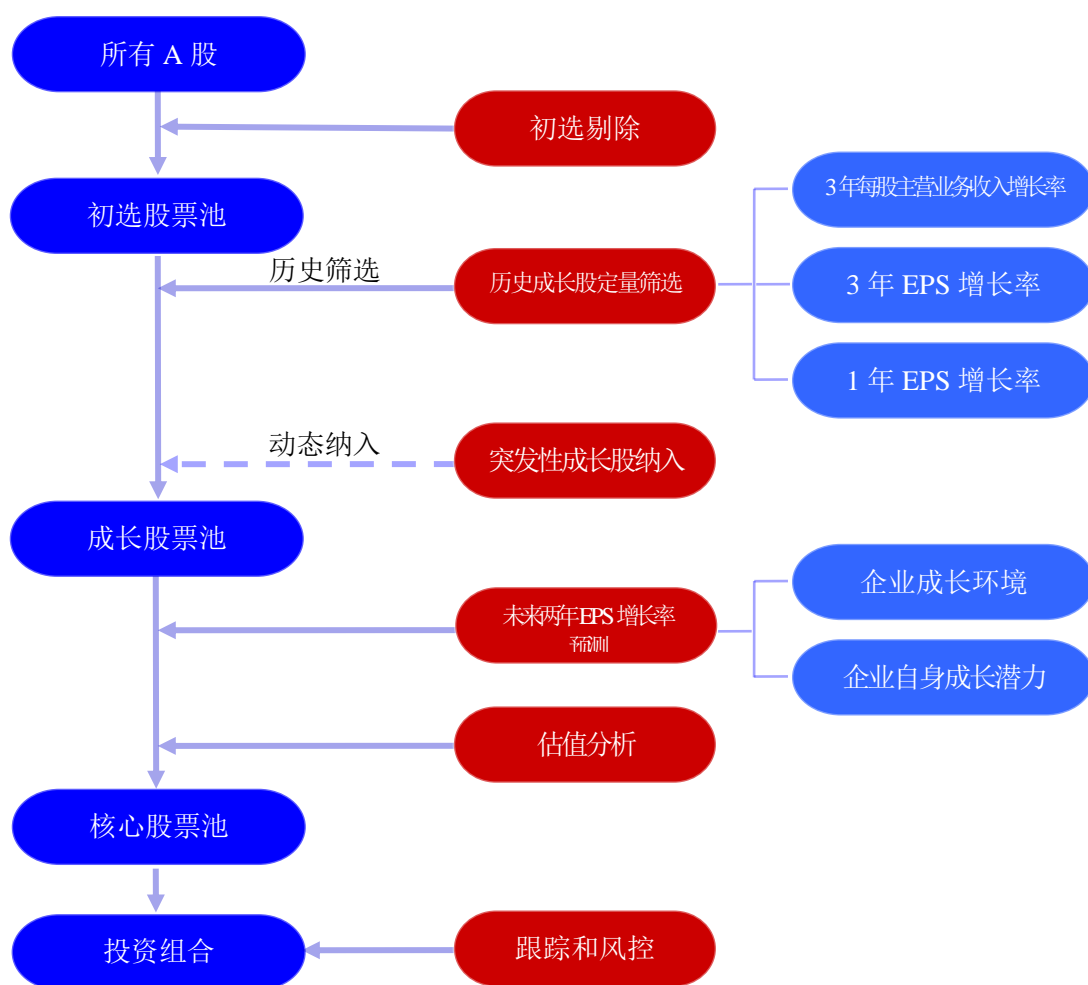 所有 A 股
初选剔除
3年每股主营业务收入增长率
初选股票池
历史筛选
历史成长股定量筛选
3 年 EPS 增长率
1 年 EPS 增长率
动态纳入
突发性成长股纳入
成长股票池
企业成长环境
未来两年EPS 增长率
预测
企业自身成长潜力
估值分析
核心股票池
投资组合
跟踪和风控